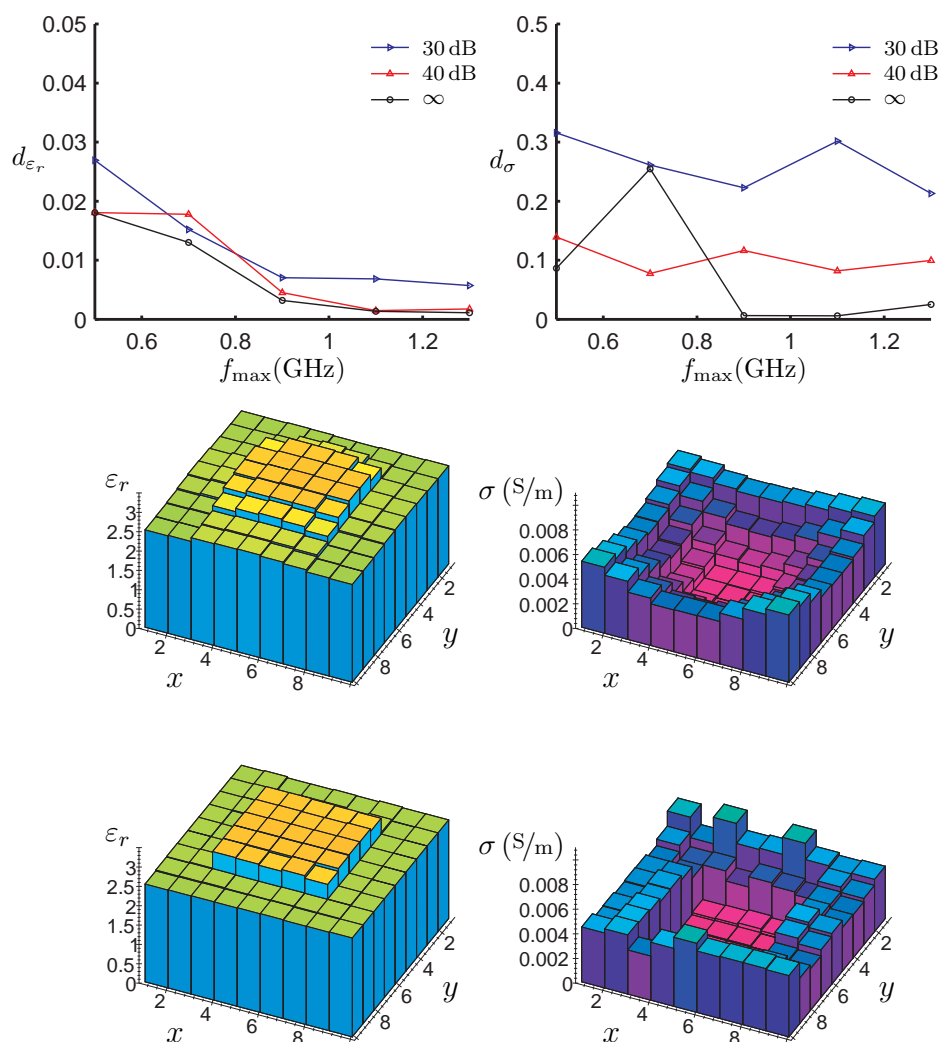 0.05
0.04
0.03
0.02
0.01
0
d_{ε_r}
30 dB
40 dB
∞
0.6 0.8 1 1.2
f_max(GHz)
0.5
0.4
0.3
0.2
0.1
0
d_σ
30 dB
40 dB
∞
0.6 0.8 1 1.2
f_max(GHz)
ε_r
3
2.5
2
1.5
1
0.5
0
2 4 6 8
x
2
4
6
8
y
σ (S/m)
0.008
0.006
0.004
0.002
0
2 4 6 8
x
2
4
6
8
y
ε_r
3
2.5
2
1.5
1
0.5
0
2 4 6 8
x
2
4
6
8
y
σ (S/m)
0.008
0.006
0.004
0.002
0
2 4 6 8
x
2
4
6
8
y